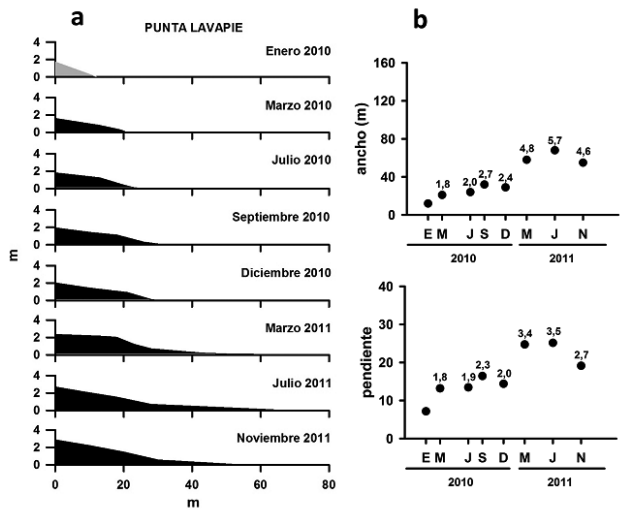 a
PUNTA LAVAPIE
Enero 2010
4
2
0
Marzo 2010
4
2
0
Julio 2010
4
2
0
Septiembre 2010
4
2
0
m
Diciembre 2010
4
2
0
Marzo 2011
4
2
0
Julio 2011
4
2
0
Noviembre 2011
4
2
0
0 20 40 60 80
m
b
160
120
80
40
0
ancho (m)
1,8 2,0 2,7 2,4 4,8 5,7 4,6
E M J S D M J N
2010 2011
40
30
20
10
0
pendiente
1,8 1,9 2,3 2,0 3,4 3,5 2,7
E M J S D M J N
2010 2011